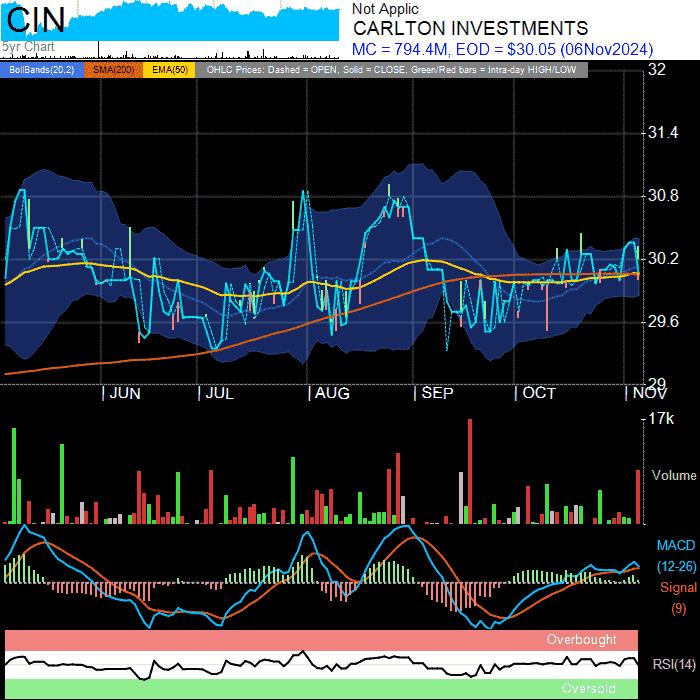 CIN
5yr Chart
Not Applic
CARLTON INVESTMENTS
MC = 794.4M, EOD = $30.05 (06Nov2024)
BollBands(20,2) SMA(200) EMA(50) OHLC Prices: Dashed = OPEN, Solid = CLOSE, Green/Red bars = Intra-day HIGH/LOW
32
31.4
30.8
30.2
29.6
29
JUN JUL AUG SEP OCT NOV
17k
Volume
MACD
(12-26)
Signal
(9)
Overbought
RSI(14)
Oversold